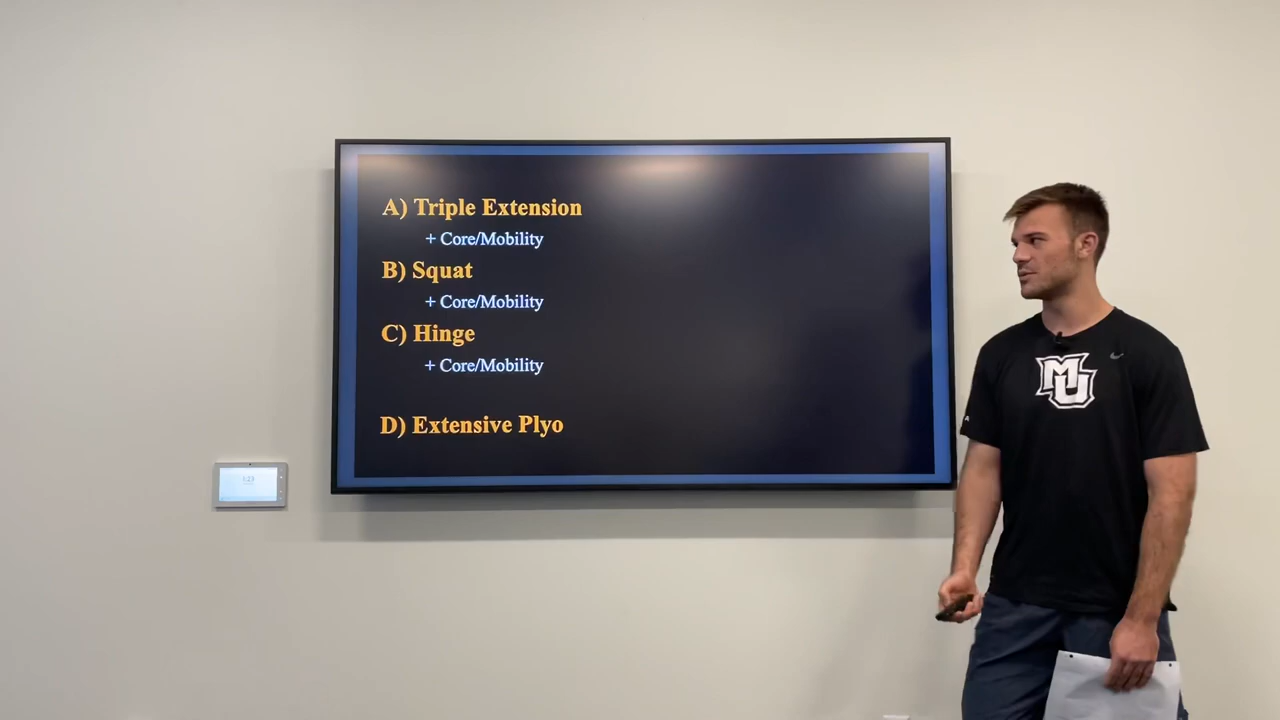 A) Triple Extension
+ Core/Mobility
B) Squat
+ Core/Mobility
C) Hinge
+ Core/Mobility
D) Extensive Plyo
MU